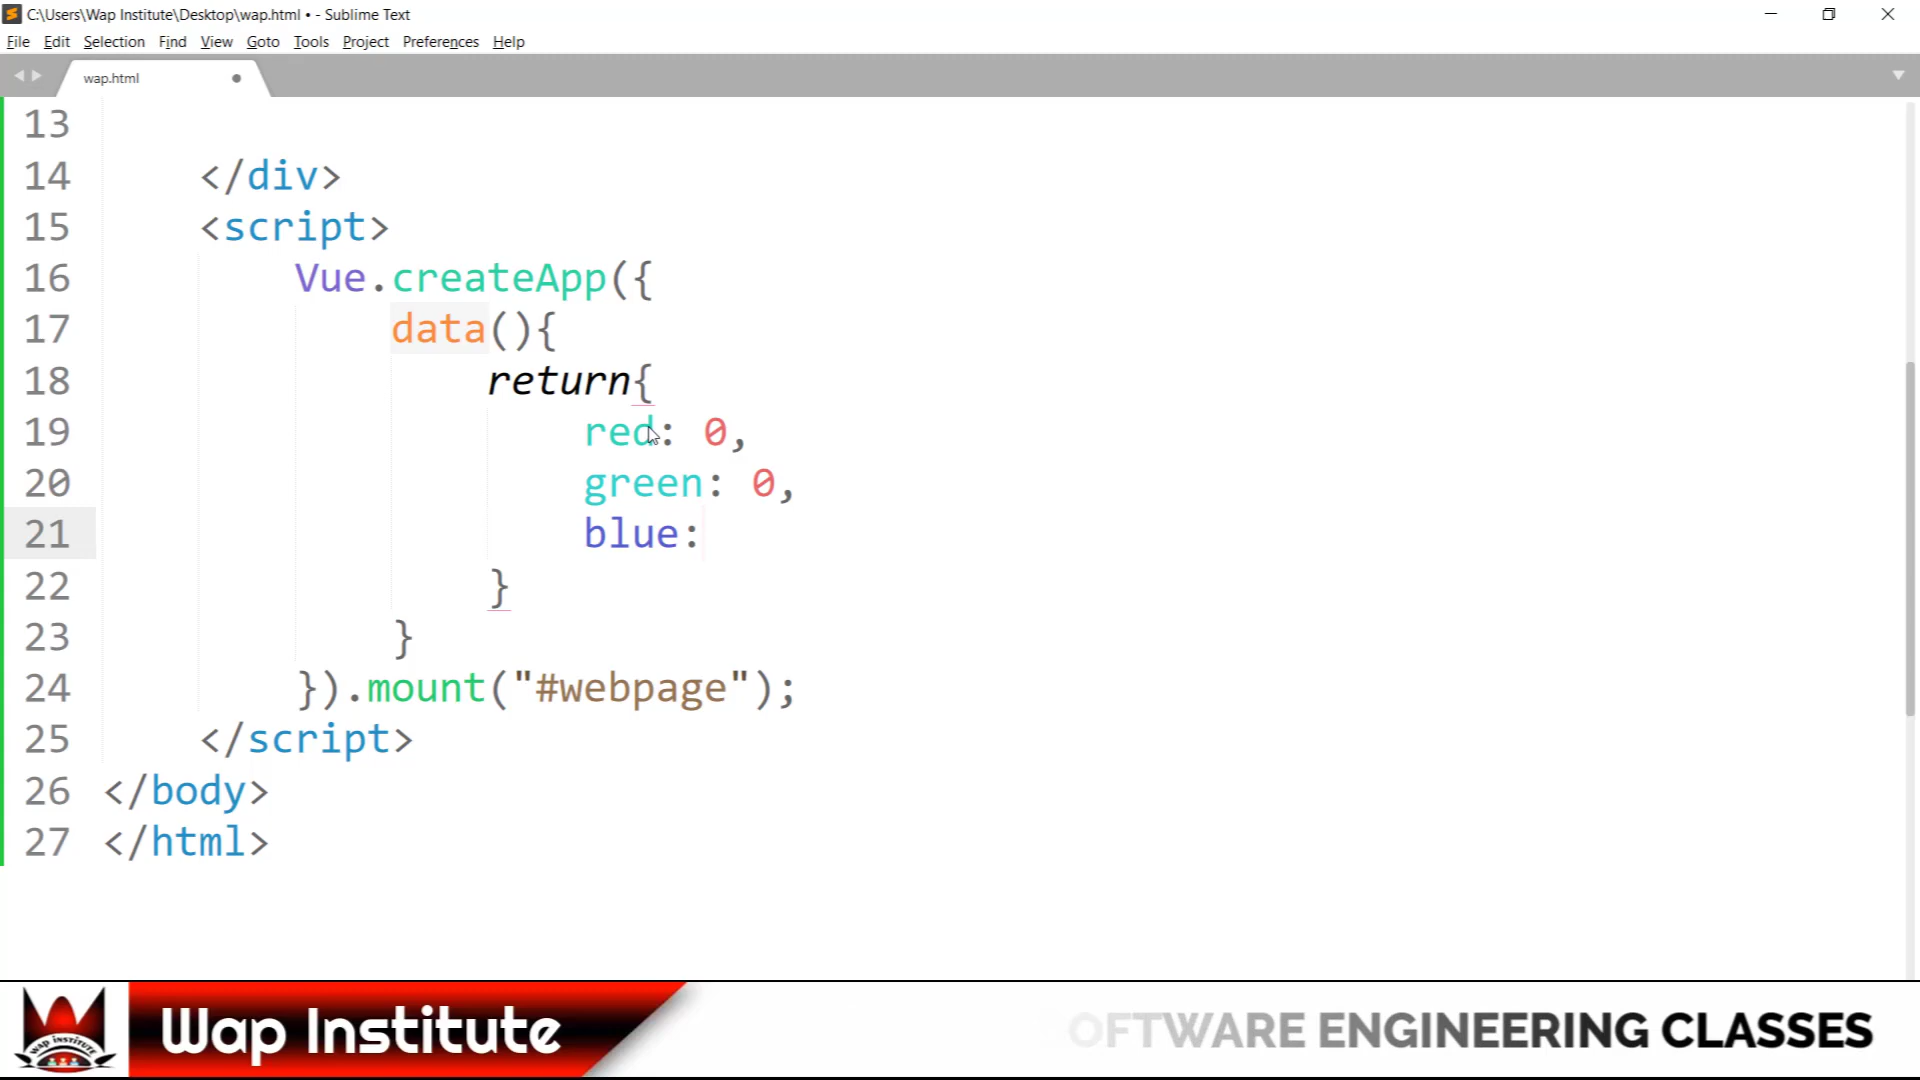 C:\Users\Wap Institute\Desktop\wap.html • - Sublime Text
File Edit Selection Find View Goto Tools Project Preferences Help
wap.html
13
14 </div>
15 <script>
16 Vue.createApp({
17 data(){
18 return{
19 red: 0,
20 green: 0,
21 blue:
22 }
23 }
24 }).mount("#webpage");
25 </script>
26 </body>
27 </html>
WAP INSTITUTE
Wap Institute
OFTWARE ENGINEERING CLASSES